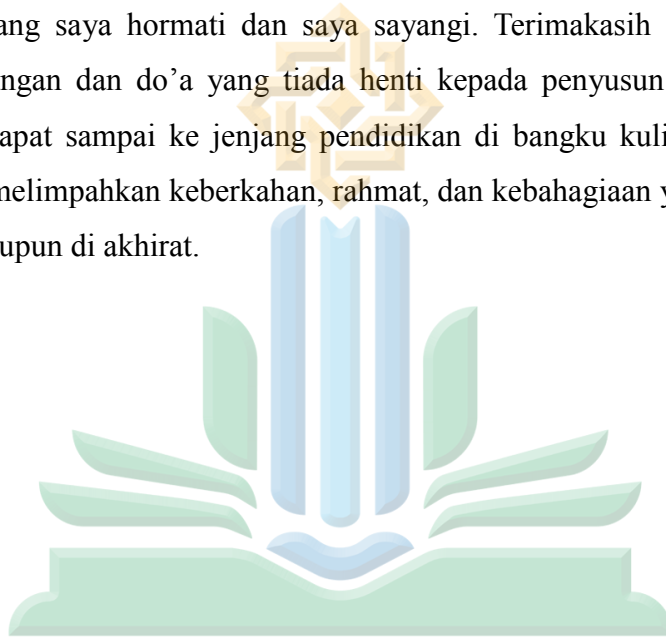 ang saya hormati dan saya sayangi. Terimakasih
ngan dan do’a yang tiada henti kepada penyusun
apat sampai ke jenjang pendidikan di bangku kuli
melimpahkan keberkahan, rahmat, dan kebahagiaan y
upun di akhirat.